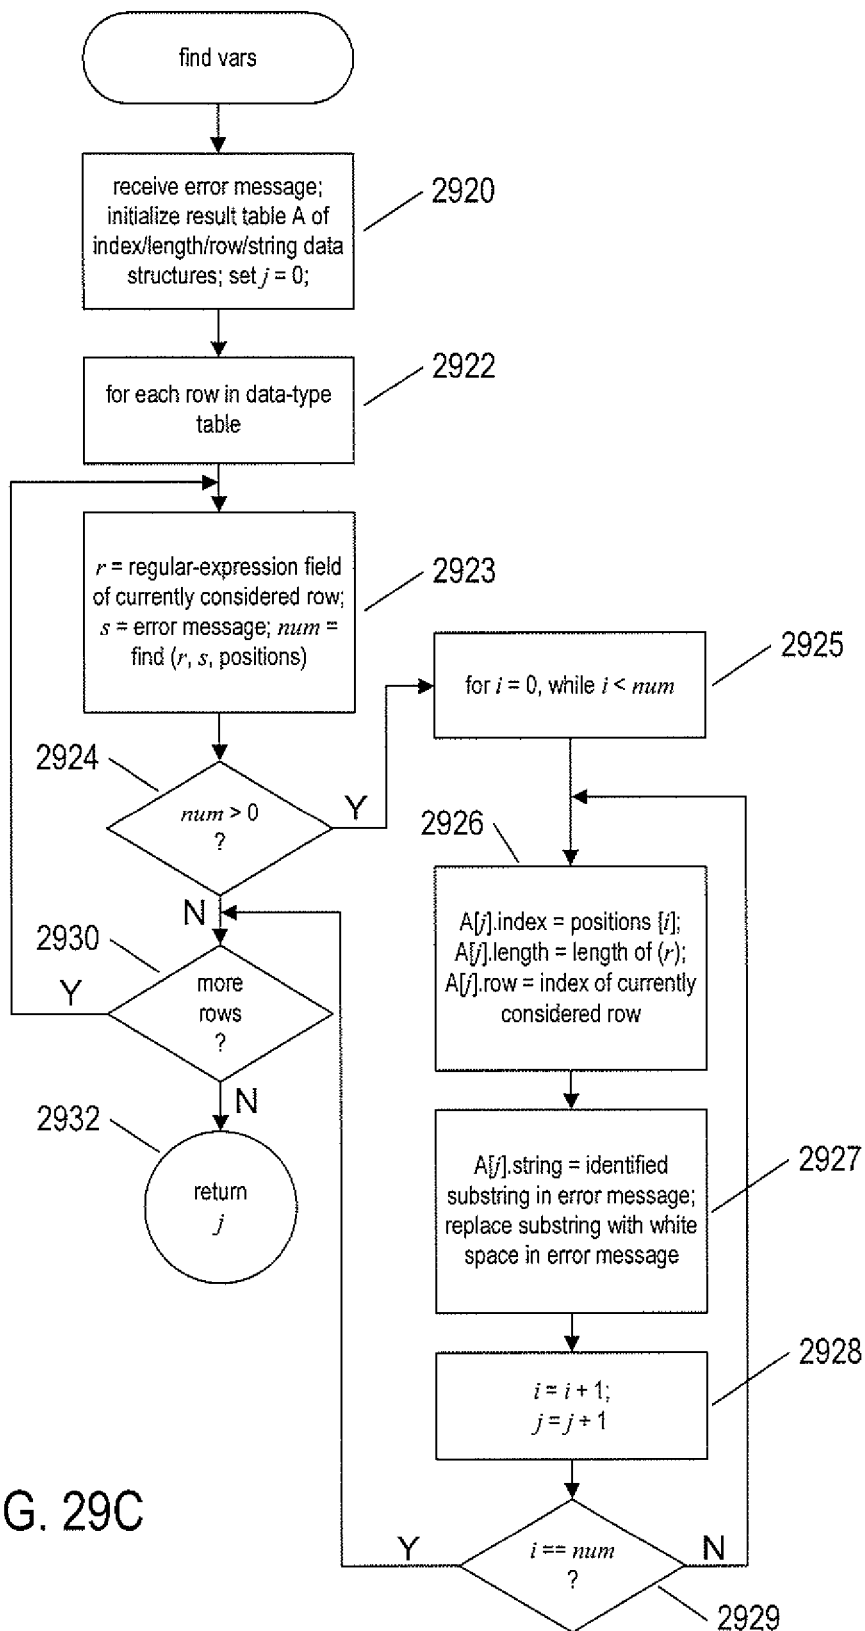 find vars
receive error message;
initialize result table A of
index/length/row/string data
structures; set j = 0;
2920
for each row in data-type
table
2922
r = regular-expression field
of currently considered row;
s = error message; num =
find (r, s, positions)
2923
2924
num > 0
?
Y
N
2930
more
rows
?
Y
N
2932
return
j
for i = 0, while i < num
2925
2926
A[j].index = positions [i];
A[j].length = length of (r);
A[j].row = index of currently
considered row
A[j].string = identified
substring in error message;
replace substring with white
space in error message
2927
i = i + 1;
j = j + 1
2928
i == num
?
Y
N
2929
G. 29C